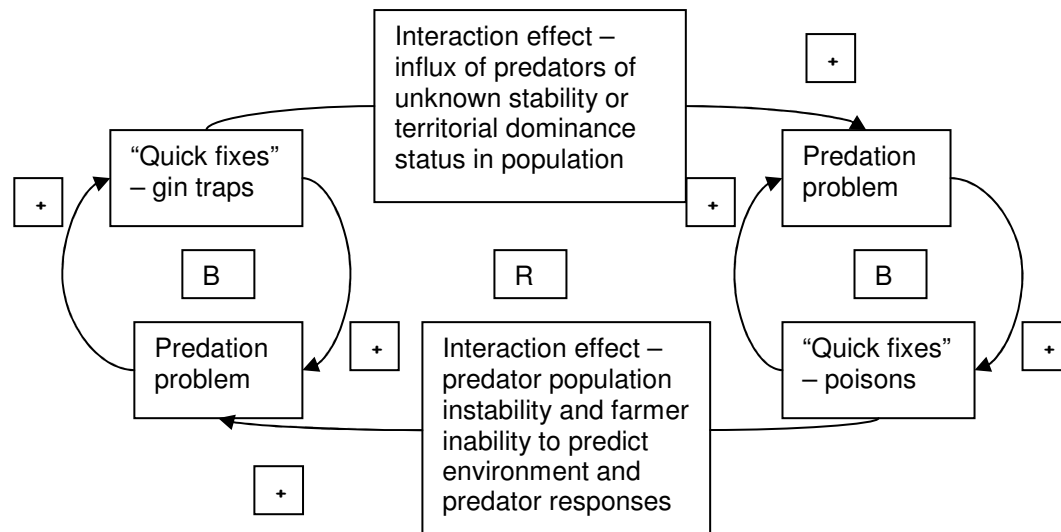 Interaction effect –
influx of predators of
unknown stability or
territorial dominance
status in population
+
“Quick fixes”
– gin traps
Predation
problem
+
+
B
R
B
Predation
problem
+
Interaction effect –
predator population
instability and farmer
inability to predict
environment and
predator responses
“Quick fixes”
– poisons
+
+